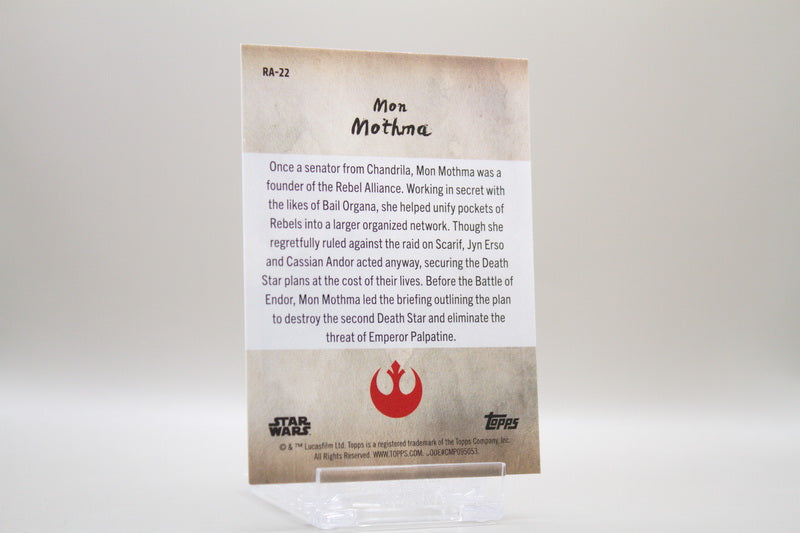 RA-22
Mon
Mothma
Once a senator from Chandrila, Mon Mothma was a
founder of the Rebel Alliance. Working in secret with
the likes of Bail Organa, she helped unify pockets of
Rebels into a larger organized network. Though she
regretfully ruled against the raid on Scarif, Jyn Erso
and Cassian Andor acted anyway, securing the Death
Star plans at the cost of their lives. Before the Battle of
Endor, Mon Mothma led the briefing outlining the plan
to destroy the second Death Star and eliminate the
threat of Emperor Palpatine.
STAR
WARS
Topps
© & ™ Lucasfilm Ltd. Topps is a registered trademark of the Topps Company, Inc.
All Rights Reserved. WWW.TOPPS.COM. CODE#CMP095053.